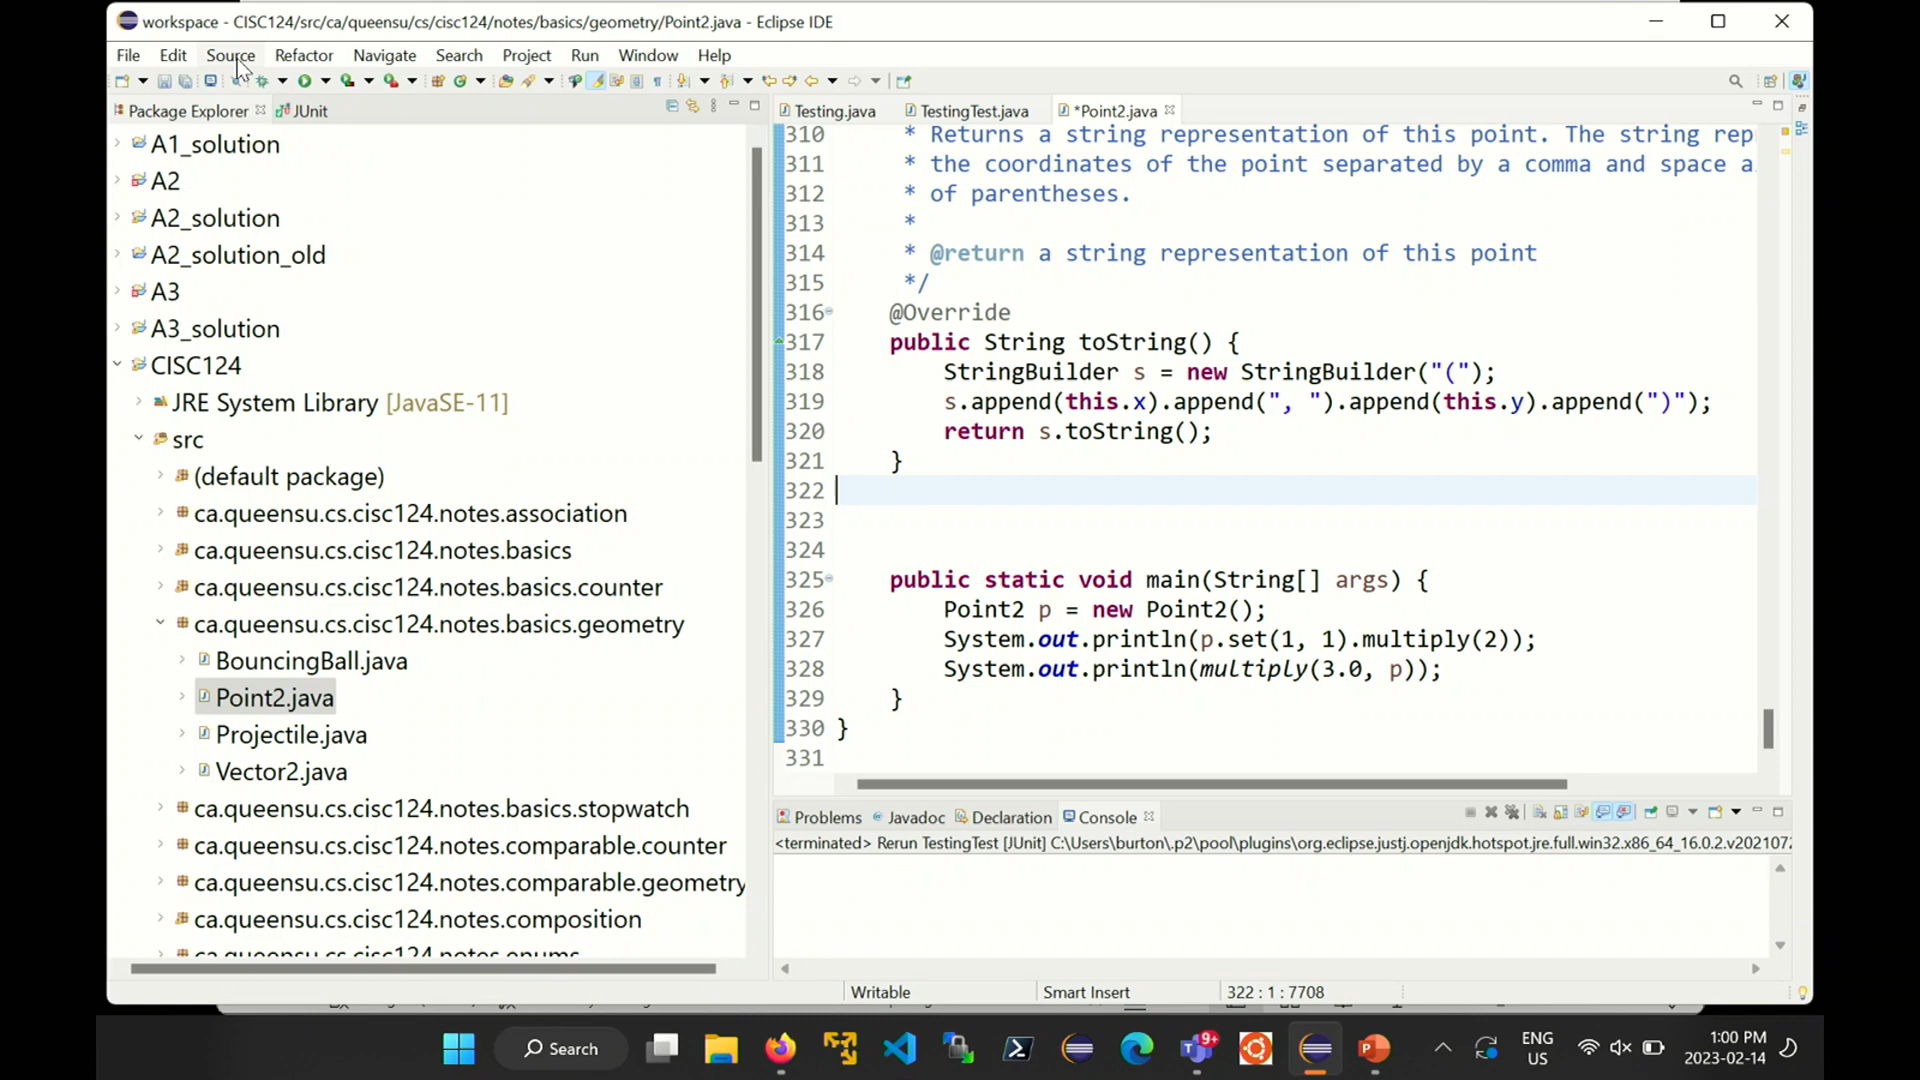 workspace - CISC124/src/ca/queensu/cs/cisc124/notes/basics/geometry/Point2.java - Eclipse IDE
File Edit Source Refactor Navigate Search Project Run Window Help
Package Explorer JUnit
A1_solution
A2
A2_solution
A2_solution_old
A3
A3_solution
CISC124
JRE System Library [JavaSE-11]
src
(default package)
ca.queensu.cs.cisc124.notes.association
ca.queensu.cs.cisc124.notes.basics
ca.queensu.cs.cisc124.notes.basics.counter
ca.queensu.cs.cisc124.notes.basics.geometry
BouncingBall.java
Point2.java
Projectile.java
Vector2.java
ca.queensu.cs.cisc124.notes.basics.stopwatch
ca.queensu.cs.cisc124.notes.comparable.counter
ca.queensu.cs.cisc124.notes.comparable.geometry
ca.queensu.cs.cisc124.notes.composition
ca.queensu.cs.cisc124.notes.enums
Testing.java TestingTest.java *Point2.java
310 * Returns a string representation of this point. The string rep
311 * the coordinates of the point separated by a comma and space a
312 * of parentheses.
313 *
314 * @return a string representation of this point
315 */
316 @Override
317 public String toString() {
318 StringBuilder s = new StringBuilder("(");
319 s.append(this.x).append(", ").append(this.y).append(")");
320 return s.toString();
321 }
322
323
324
325 public static void main(String[] args) {
326 Point2 p = new Point2();
327 System.out.println(p.set(1, 1).multiply(2));
328 System.out.println(multiply(3.0, p));
329 }
330 }
331
Problems Javadoc Declaration Console
<terminated> Rerun TestingTest [JUnit] C:\Users\burton\.p2\pool\plugins\org.eclipse.justj.openjdk.hotspot.jre.full.win32.x86_64_16.0.2.v202107
Writable Smart Insert 322 : 1 : 7708
Search
9+
ENG
US
1:00 PM
2023-02-14